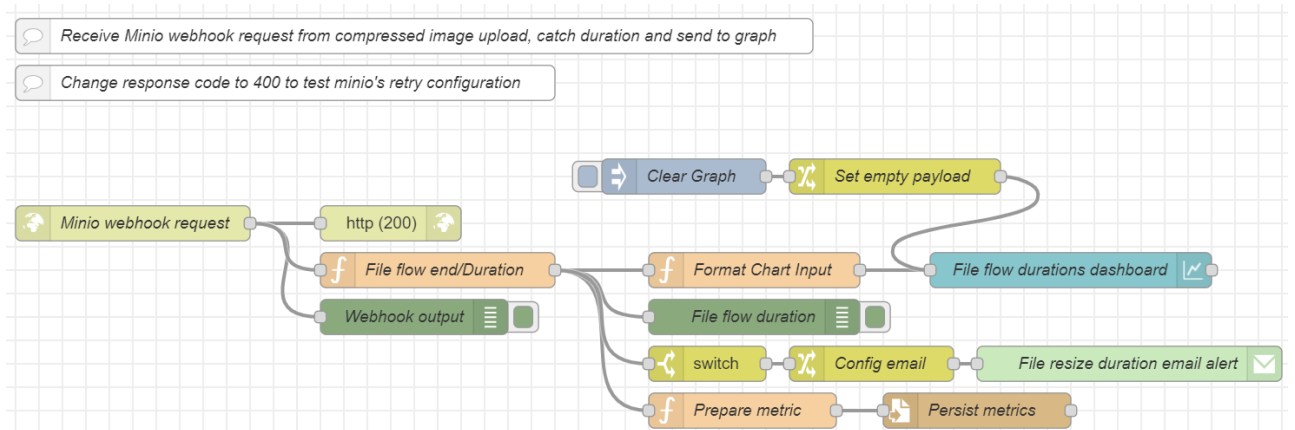 Receive Minio webhook request from compressed image upload, catch duration and send to graph
Change response code to 400 to test minio's retry configuration
Clear Graph
Set empty payload
Minio webhook request
http (200)
File flow end/Duration
Format Chart Input
File flow durations dashboard
Webhook output
File flow duration
switch
Config email
File resize duration email alert
Prepare metric
Persist metrics